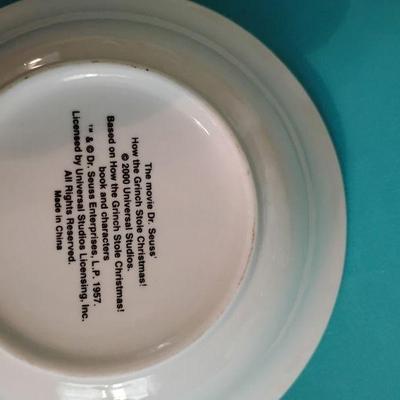 The movie Dr. Seuss'
How the Grinch Stole Christmas!
© 2000 Universal Studios.
Based on How the Grinch Stole Christmas!
book and characters
™ & © Dr. Seuss Enterprises, L.P. 1957.
Licensed by Universal Studios Licensing, Inc.
All Rights Reserved.
Made in China